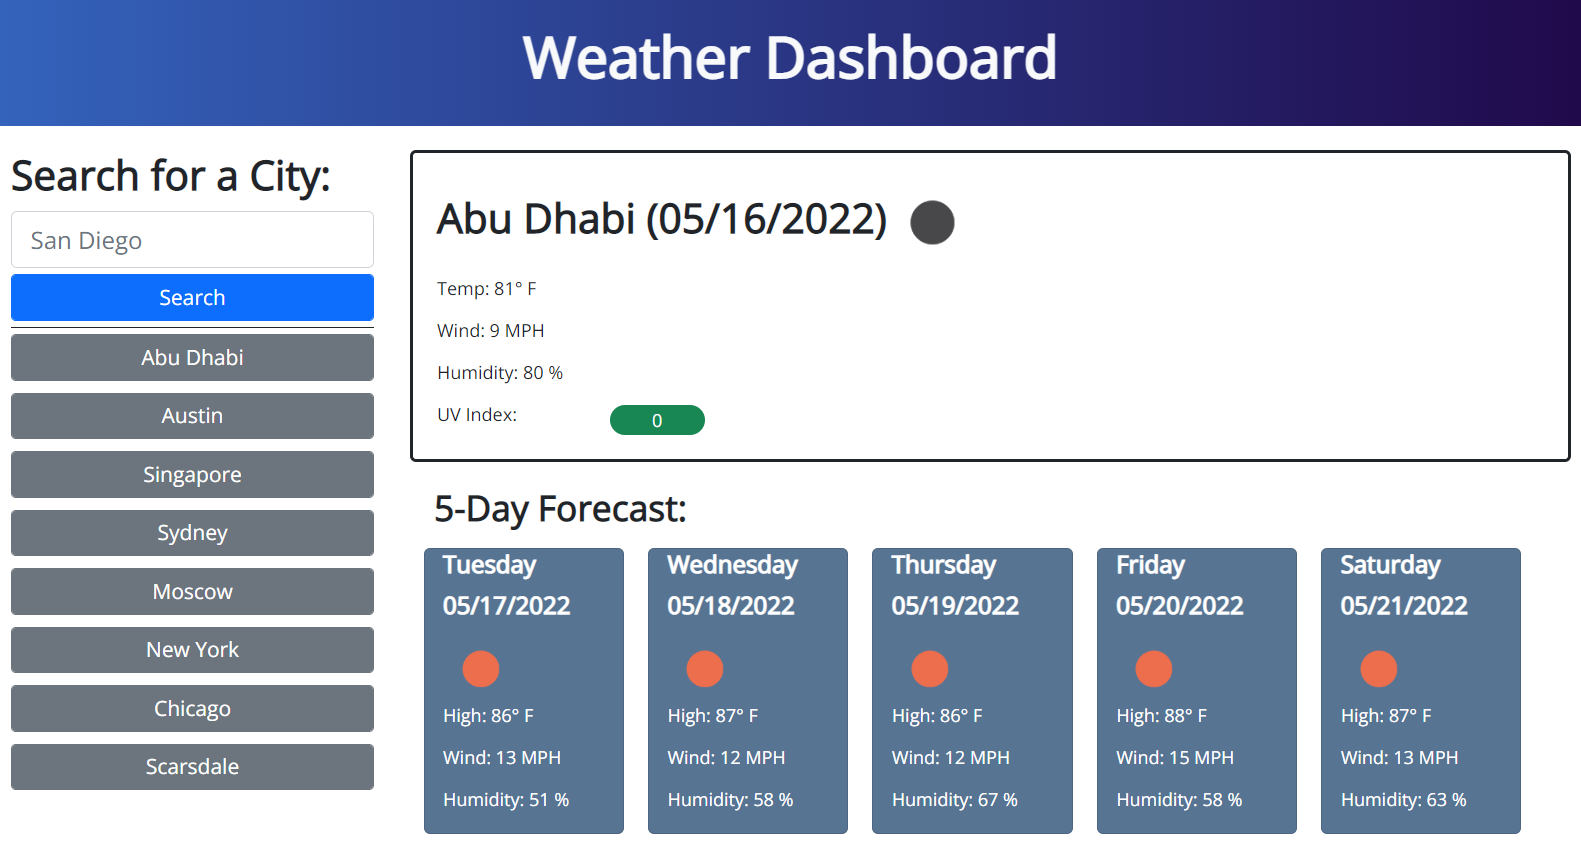 Weather Dashboard
Search for a City:
San Diego
Search
Abu Dhabi
Austin
Singapore
Sydney
Moscow
New York
Chicago
Scarsdale
Abu Dhabi (05/16/2022)
Temp: 81° F
Wind: 9 MPH
Humidity: 80 %
UV Index: 0
5-Day Forecast:
Tuesday
05/17/2022
High: 86° F
Wind: 13 MPH
Humidity: 51 %
Wednesday
05/18/2022
High: 87° F
Wind: 12 MPH
Humidity: 58 %
Thursday
05/19/2022
High: 86° F
Wind: 12 MPH
Humidity: 67 %
Friday
05/20/2022
High: 88° F
Wind: 15 MPH
Humidity: 58 %
Saturday
05/21/2022
High: 87° F
Wind: 13 MPH
Humidity: 63 %